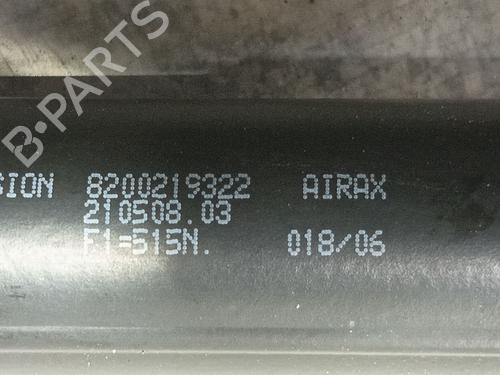 B-PARTS
SION 8200219322 AIRAX
210508.03
F1=515N. 018/06